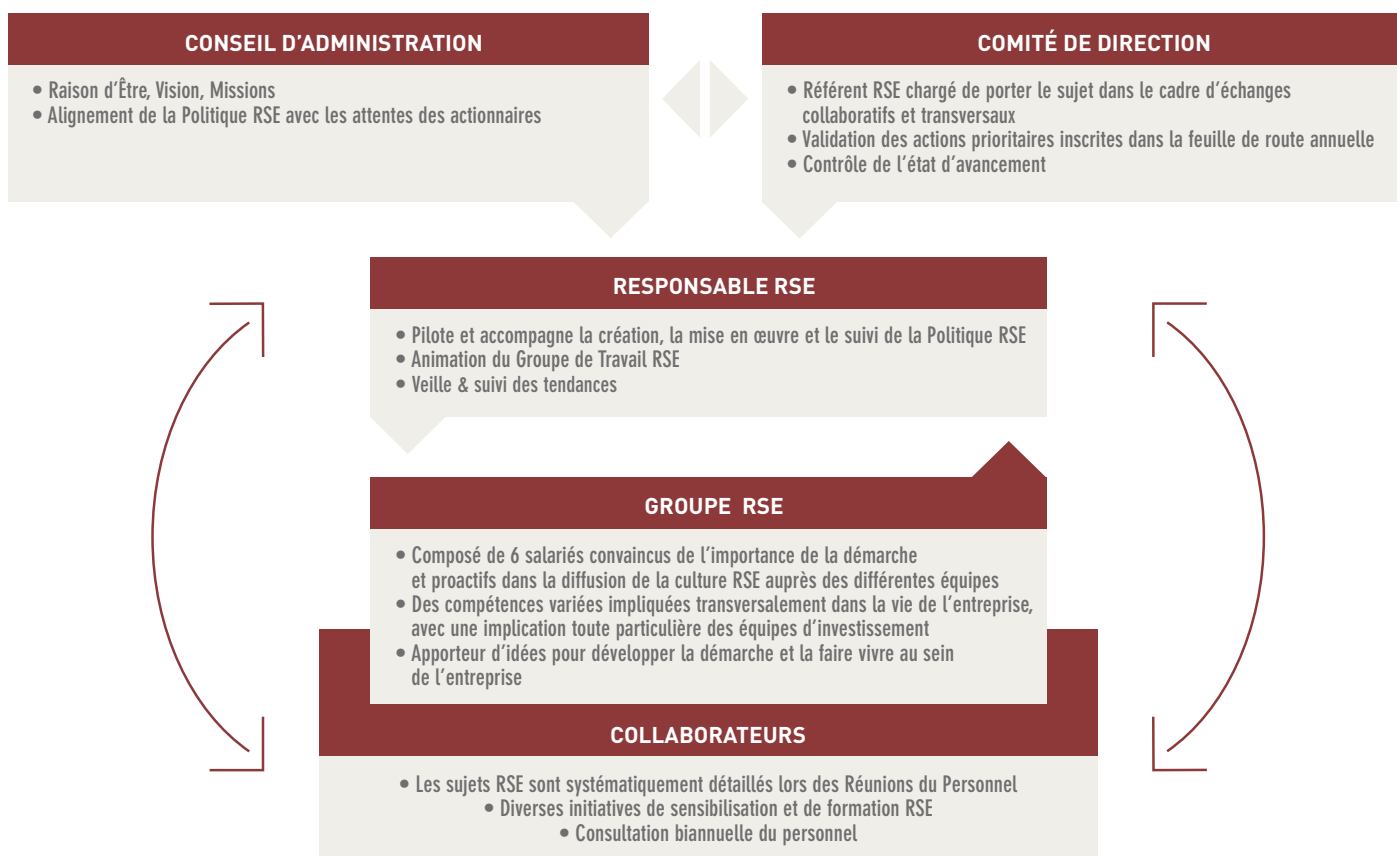 CONSEIL D’ADMINISTRATION
• Raison d’Être, Vision, Missions
• Alignement de la Politique RSE avec les attentes des actionnaires
COMITÉ DE DIRECTION
• Référent RSE chargé de porter le sujet dans le cadre d’échanges
collaboratifs et transversaux
• Validation des actions prioritaires inscrites dans la feuille de route annuelle
• Contrôle de l’état d’avancement
RESPONSABLE RSE
• Pilote et accompagne la création, la mise en œuvre et le suivi de la Politique RSE
• Animation du Groupe de Travail RSE
• Veille & suivi des tendances
GROUPE RSE
• Composé de 6 salariés convaincus de l’importance de la démarche
et proactifs dans la diffusion de la culture RSE auprès des différentes équipes
• Des compétences variées impliquées transversalement dans la vie de l’entreprise,
avec une implication toute particulière des équipes d’investissement
• Apporteur d’idées pour développer la démarche et la faire vivre au sein
de l’entreprise
COLLABORATEURS
• Les sujets RSE sont systématiquement détaillés lors des Réunions du Personnel
• Diverses initiatives de sensibilisation et de formation RSE
• Consultation biannuelle du personnel